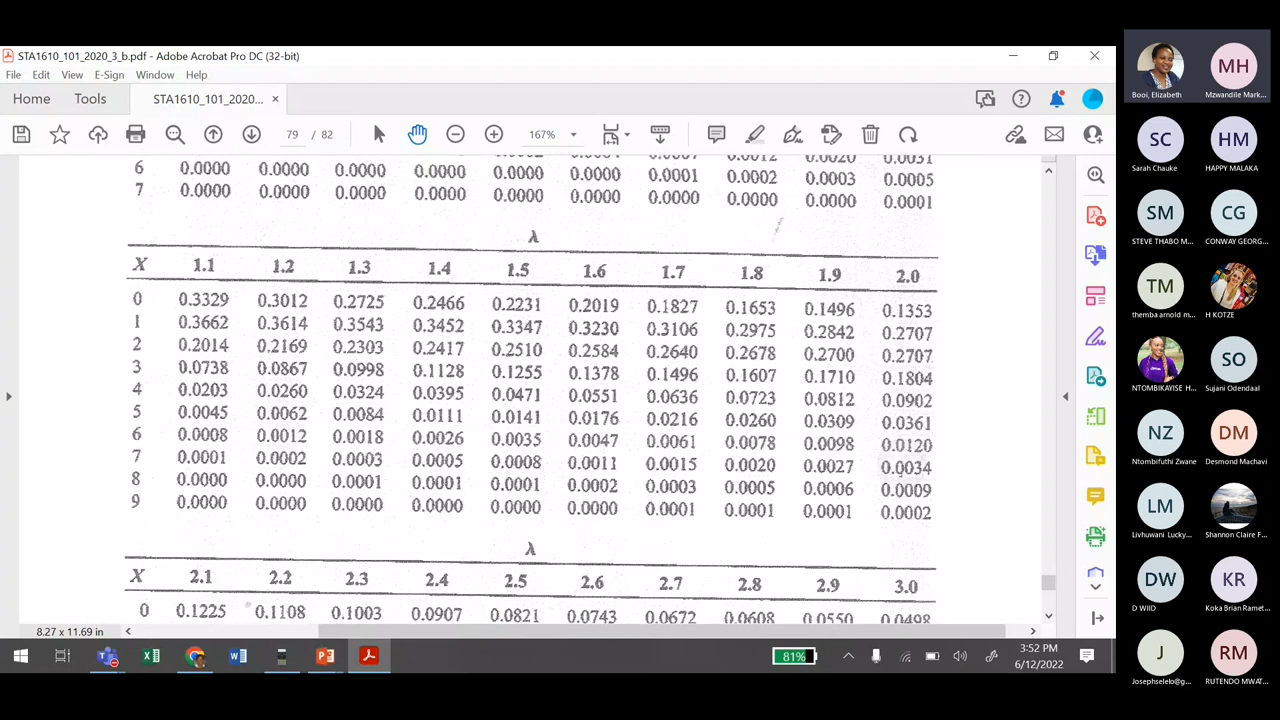 STA1610_101_2020_3_b.pdf - Adobe Acrobat Pro DC (32-bit)
File Edit View E-Sign Window Help
Home Tools STA1610_101_2020... ×
79 / 82 167%
6 0.0000 0.0000 0.0000 0.0000 0.0000 0.0001 0.0002 0.0003 0.0005
7 0.0000 0.0000 0.0000 0.0000 0.0000 0.0000 0.0000 0.0000 0.0000 0.0001
λ
X 1.1 1.2 1.3 1.4 1.5 1.6 1.7 1.8 1.9 2.0
0 0.3329 0.3012 0.2725 0.2466 0.2231 0.2019 0.1827 0.1653 0.1496 0.1353
1 0.3662 0.3614 0.3543 0.3452 0.3347 0.3230 0.3106 0.2975 0.2842 0.2707
2 0.2014 0.2169 0.2303 0.2417 0.2510 0.2584 0.2640 0.2678 0.2700 0.2707
3 0.0738 0.0867 0.0998 0.1128 0.1255 0.1378 0.1496 0.1607 0.1710 0.1804
4 0.0203 0.0260 0.0324 0.0395 0.0471 0.0551 0.0636 0.0723 0.0812 0.0902
5 0.0045 0.0062 0.0084 0.0111 0.0141 0.0176 0.0216 0.0260 0.0309 0.0361
6 0.0008 0.0012 0.0018 0.0026 0.0035 0.0047 0.0061 0.0078 0.0098 0.0120
7 0.0001 0.0002 0.0003 0.0005 0.0008 0.0011 0.0015 0.0020 0.0027 0.0034
8 0.0000 0.0000 0.0001 0.0001 0.0001 0.0002 0.0003 0.0005 0.0006 0.0009
9 0.0000 0.0000 0.0000 0.0000 0.0000 0.0000 0.0001 0.0001 0.0001 0.0002
λ
X 2.1 2.2 2.3 2.4 2.5 2.6 2.7 2.8 2.9 3.0
0 0.1225 0.1108 0.1003 0.0907 0.0821 0.0743 0.0672 0.0608 0.0550 0.0498
8.27 x 11.69 in
81% 3:52 PM
6/12/2022
MH
Booi, Elizabeth Mzwandile Mark...
SC HM
Sarah Chauke HAPPY MALAKA
SM CG
STEVE THABO M... CONWAY GEORG...
TM
themba arnold m... H KOTZE
SO
NTOMBIKAYISE H... Sujani Odendaal
NZ DM
Ntombifuthi Zwane Desmond Machavi
LM
Livhuwani Lucky... Shannon Claire F...
DW KR
D WIID Koka Brian Ramet...
J RM
Josephselelo@g... RUTENDO MWAT...